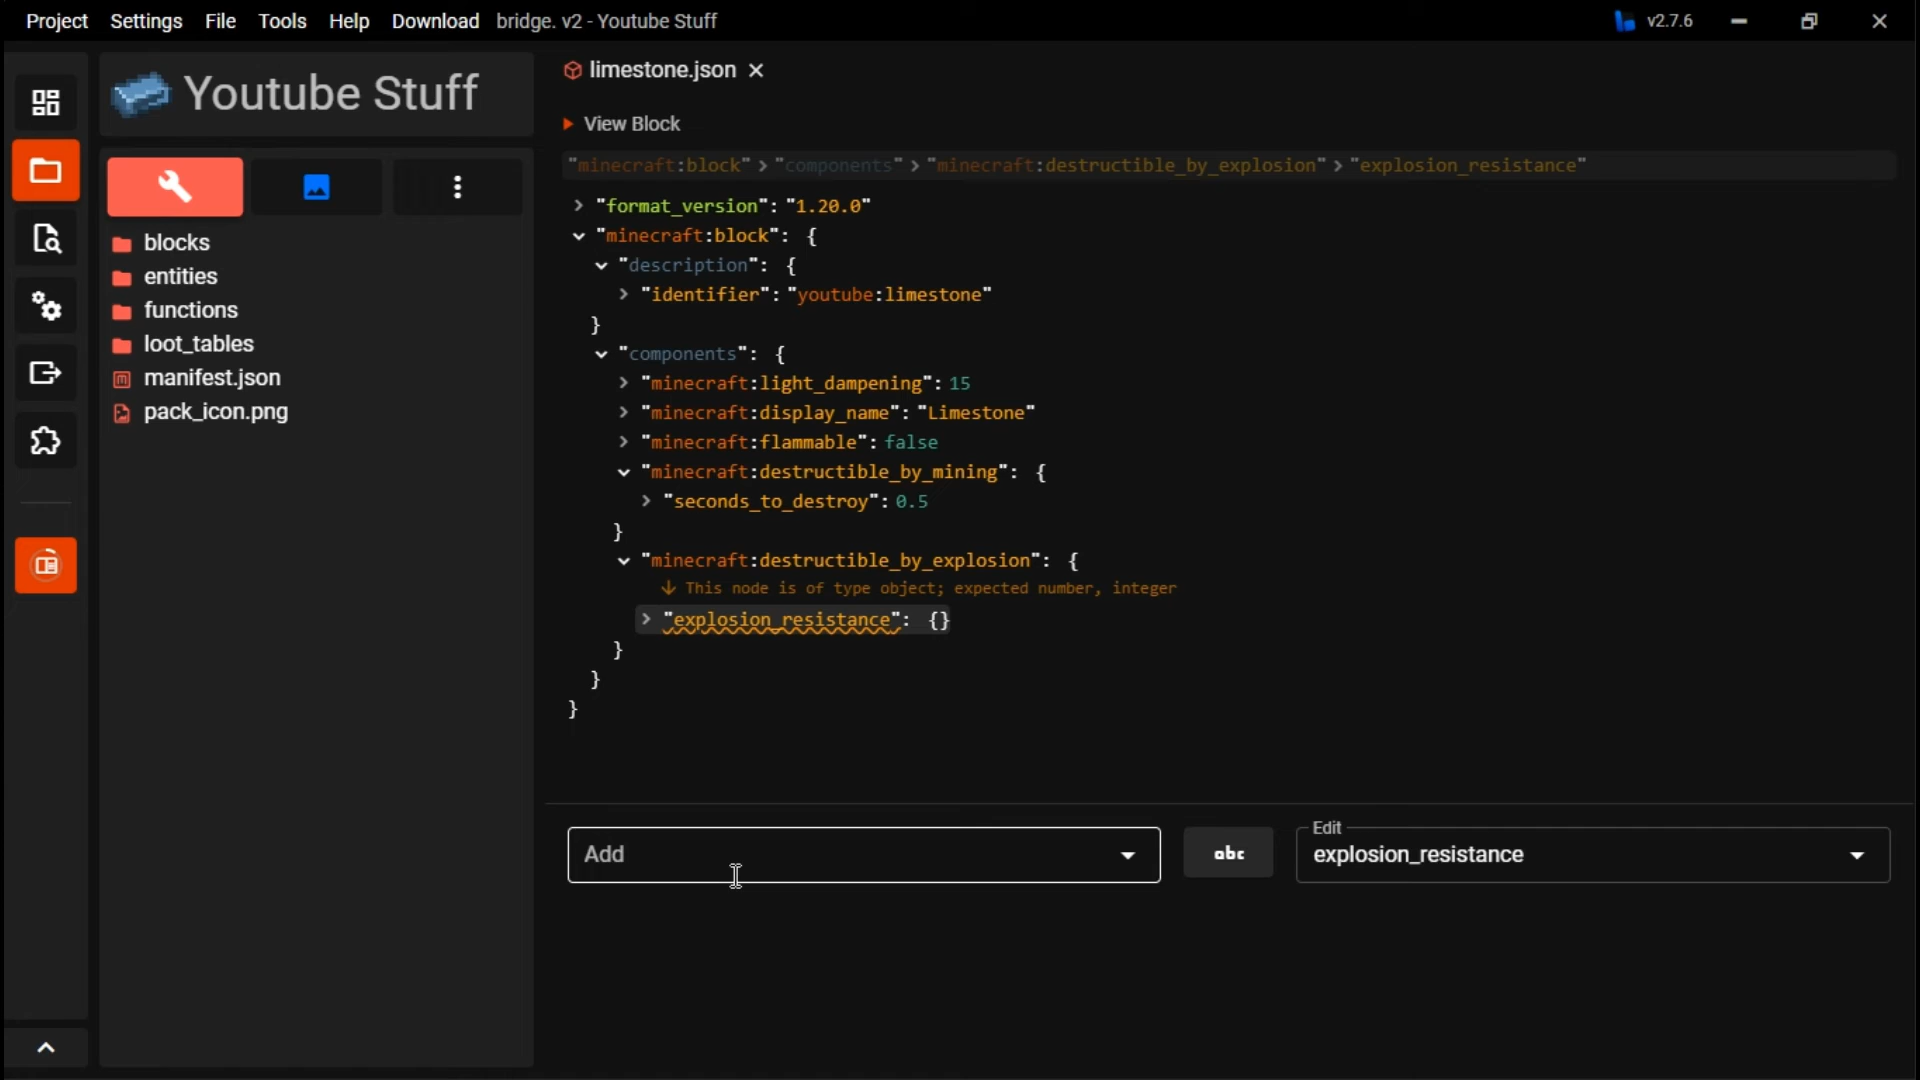 Project Settings File Tools Help Download bridge. v2 - Youtube Stuff v2.7.6
Youtube Stuff
blocks
entities
functions
loot_tables
manifest.json
pack_icon.png
limestone.json
View Block
"minecraft:block" > "components" > "minecraft:destructible_by_explosion" > "explosion_resistance"
"format_version": "1.20.0"
"minecraft:block": {
"description": {
"identifier": "youtube:limestone"
}
"components": {
"minecraft:light_dampening": 15
"minecraft:display_name": "Limestone"
"minecraft:flammable": false
"minecraft:destructible_by_mining": {
"seconds_to_destroy": 0.5
}
"minecraft:destructible_by_explosion": {
↓ This node is of type object; expected number, integer
"explosion_resistance": {}
}
}
}
Add
abc
Edit
explosion_resistance